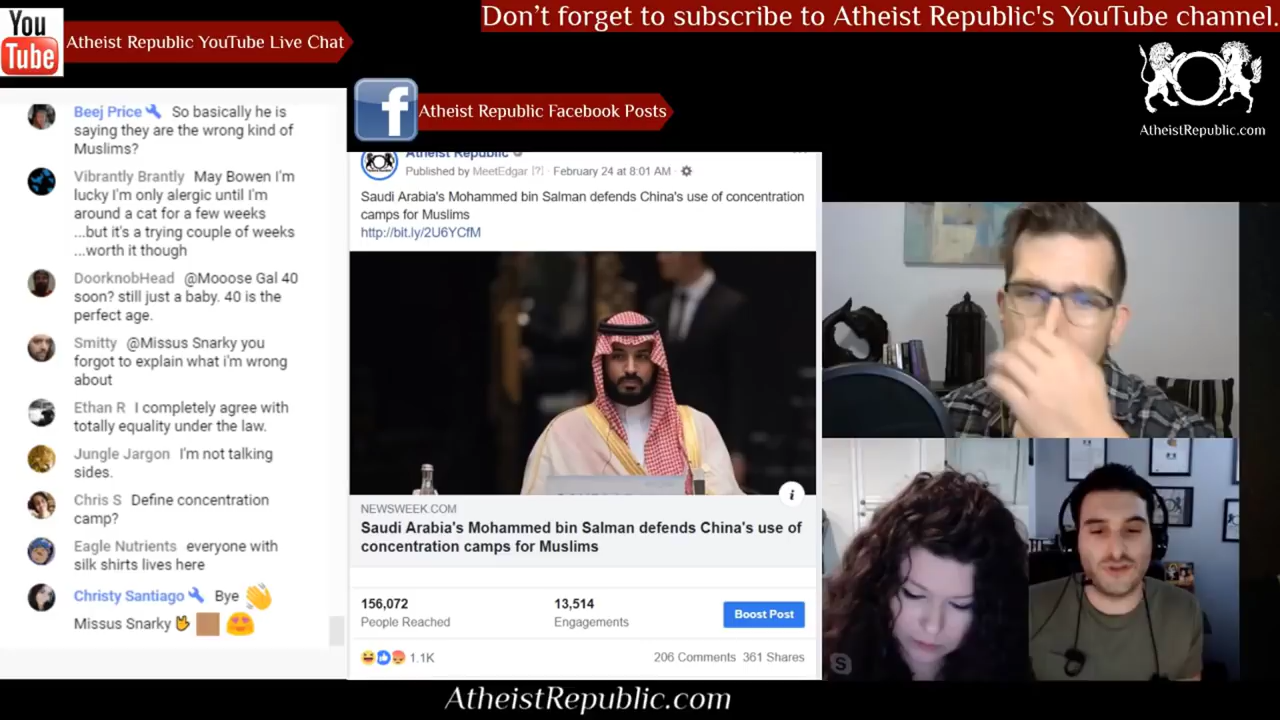 You
Tube
Atheist Republic YouTube Live Chat
Don't forget to subscribe to Atheist Republic's YouTube channel.
AtheistRepublic.com
Atheist Republic Facebook Posts
Beej Price So basically he is
saying they are the wrong kind of
Muslims?
Vibrantly Brantly May Bowen I'm
lucky I'm only alergic until I'm
around a cat for a few weeks
...but it's a trying couple of weeks
...worth it though
DoorknobHead @Mooose Gal 40
soon? still just a baby. 40 is the
perfect age.
Smitty @Missus Snarky you
forgot to explain what i'm wrong
about
Ethan R I completely agree with
totally equality under the law.
Jungle Jargon I'm not talking
sides.
Chris S Define concentration
camp?
Eagle Nutrients everyone with
silk shirts lives here
Christy Santiago Bye 👋
Missus Snarky
Atheist Republic
Published by MeetEdgar [?] · February 24 at 8:01 AM ·
Saudi Arabia's Mohammed bin Salman defends China's use of concentration
camps for Muslims
http://bit.ly/2U6YCfM
NEWSWEEK.COM
Saudi Arabia's Mohammed bin Salman defends China's use of
concentration camps for Muslims
156,072
People Reached
13,514
Engagements
Boost Post
1.1K
206 Comments 361 Shares
AtheistRepublic.com